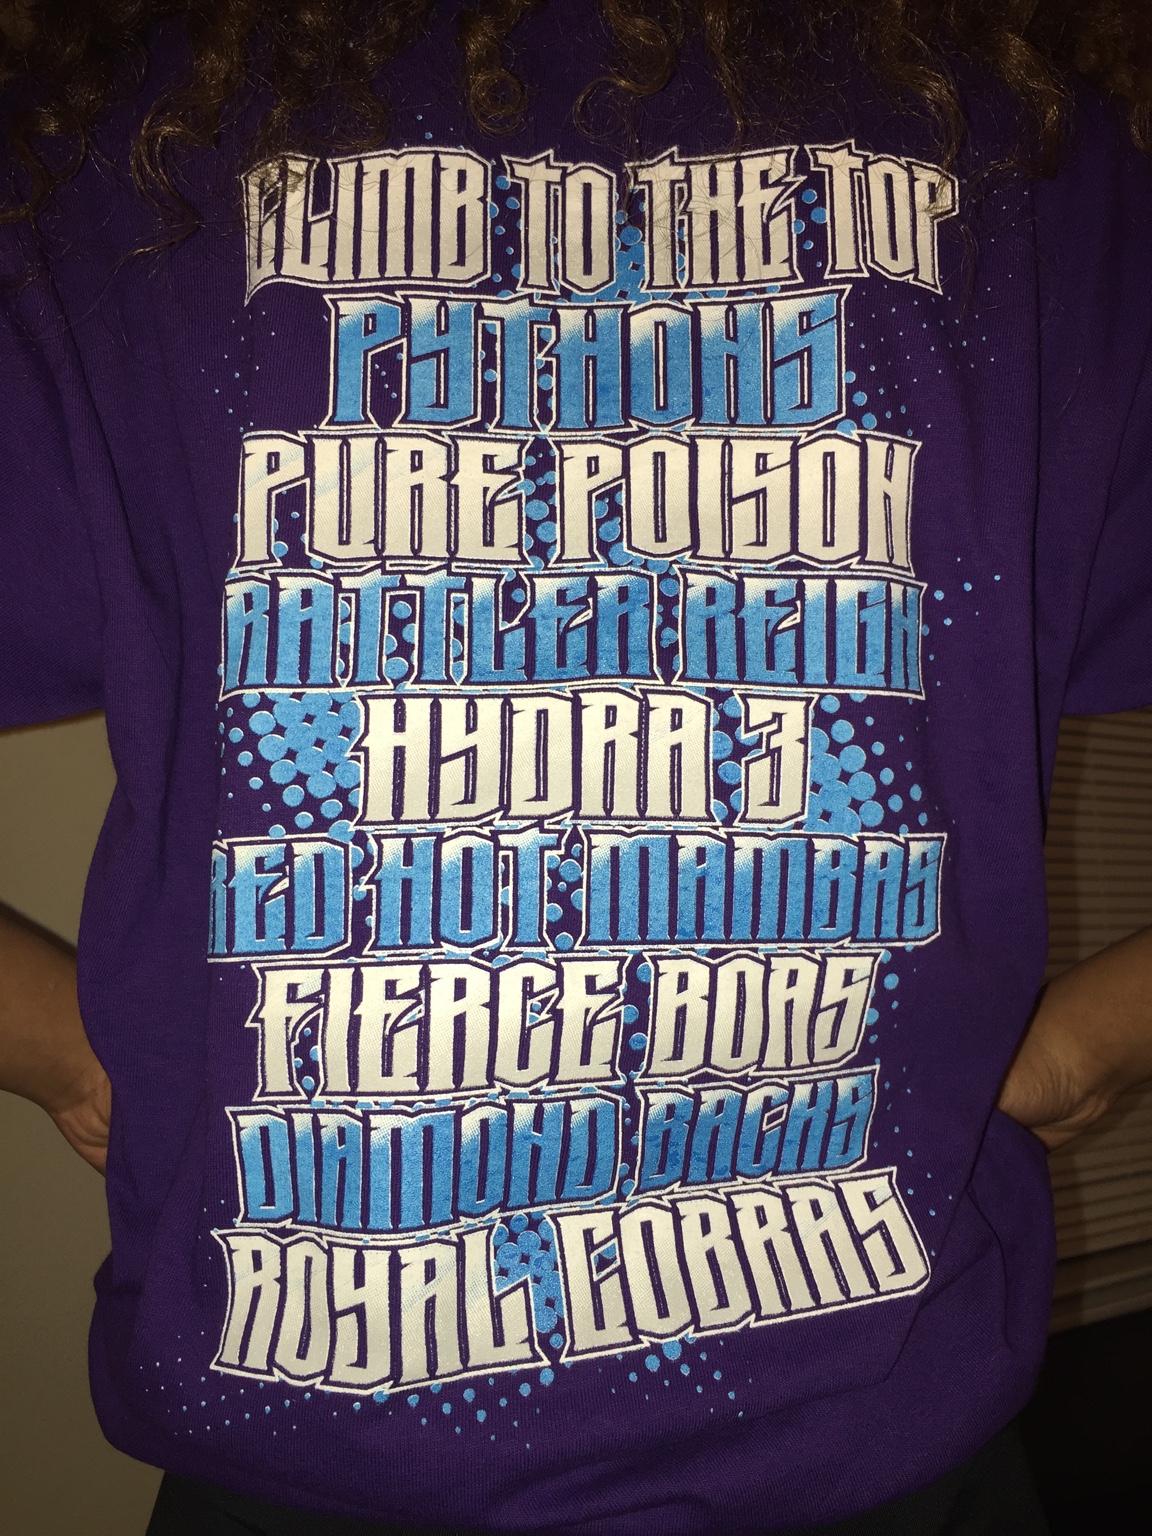 CLIMB TO THE TOP
PYTHONS
PURE POISON
RATTLER REIGN
HYDRA 3
RED HOT MAMBAS
FIERCE BOAS
DIAMOND BACKS
ROYAL COBRAS